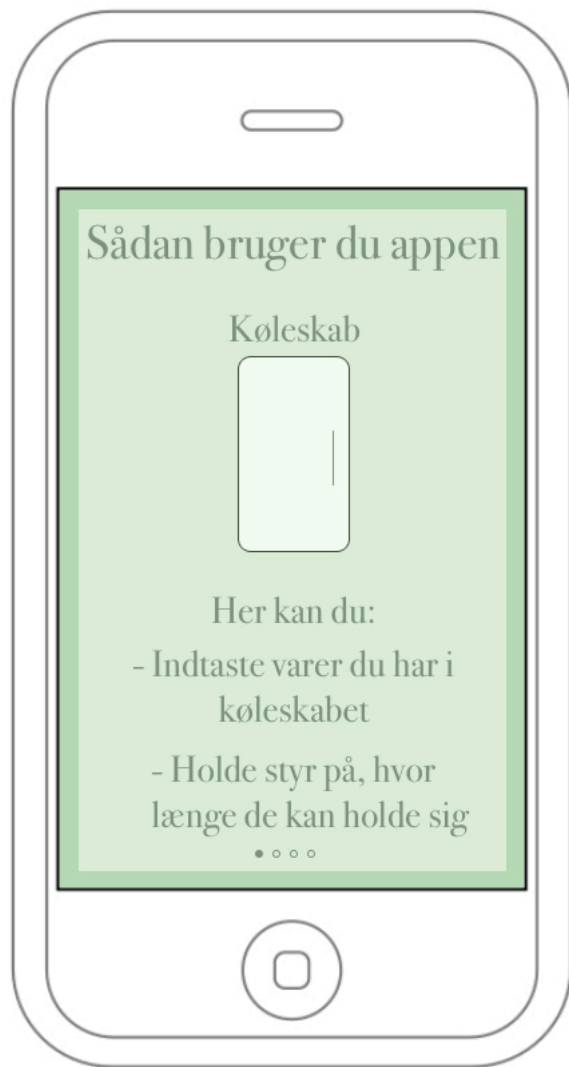 Sådan bruger du appen
Køleskab
Her kan du:
- Indtaste varer du har i
køleskabet
- Holde styr på, hvor
længe de kan holde sig